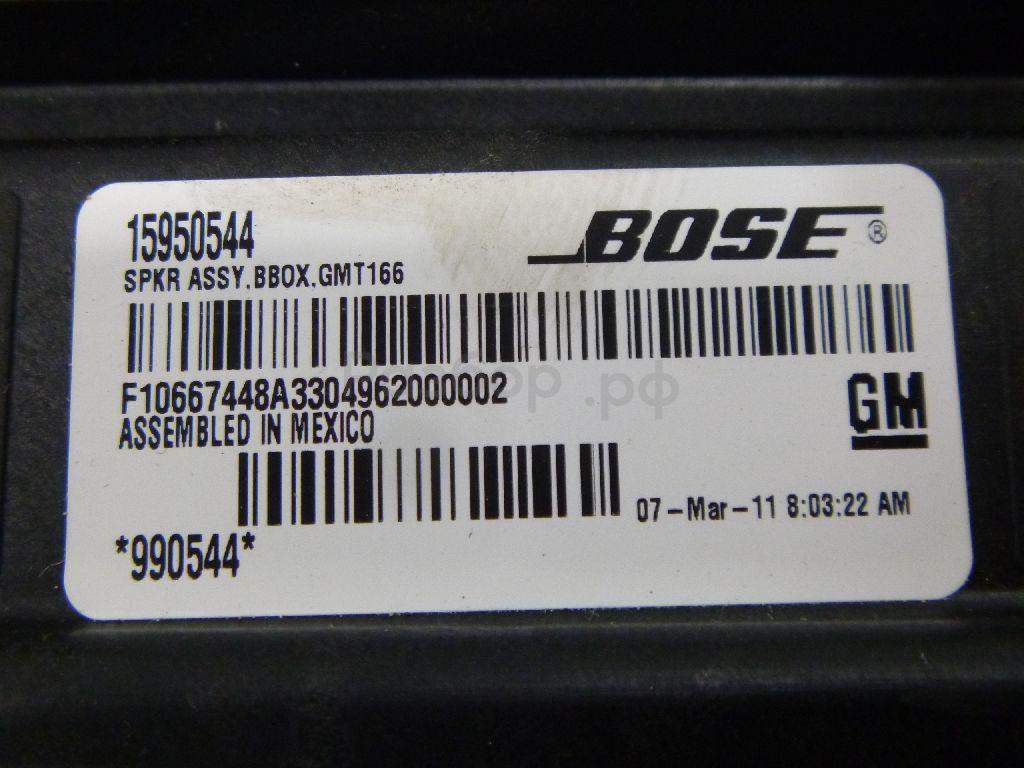 15950544
BOSE ®
SPKR ASSY,BBOX,GMT166
F10667448A3304962000002
ASSEMBLED IN MEXICO
GM
07-Mar-11 8:03:22 AM
*990544*
.рф